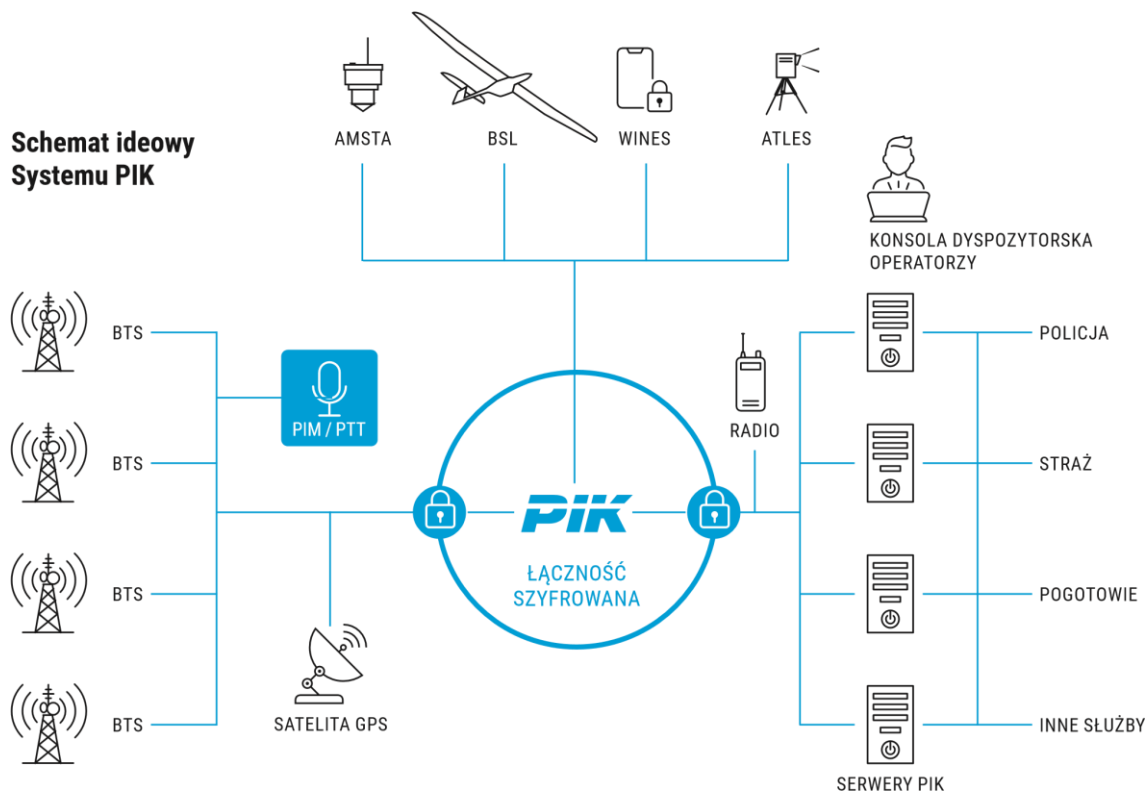 Schemat ideowy
Systemu PIK
AMSTA
BSL
WINES
ATLES
KONSOLA DYSPOZYTORSKA
OPERATORZY
BTS
PIM / PTT
RADIO
POLICJA
BTS
STRAŻ
PIK
ŁĄCZNOŚĆ
SZYFROWANA
BTS
POGOTOWIE
SATELITA GPS
BTS
INNE SŁUŻBY
SERWERY PIK